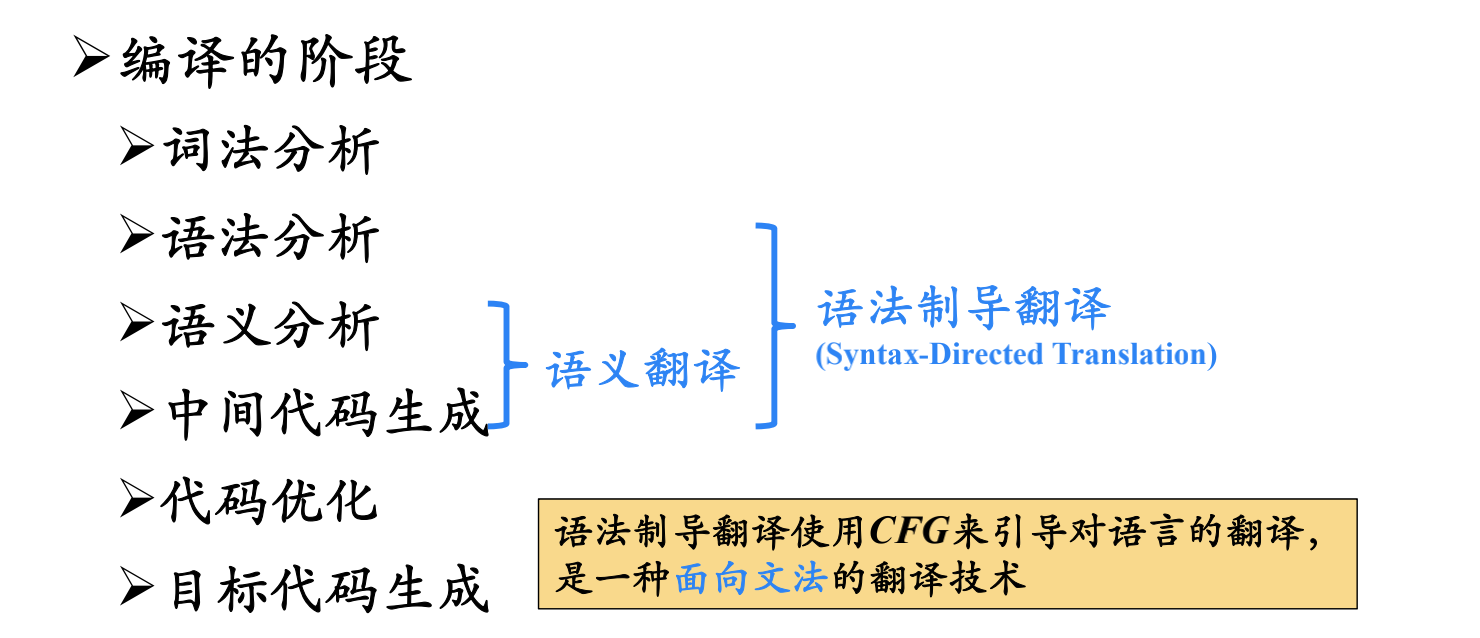 编译的阶段
词法分析
语法分析
语义分析
中间代码生成
代码优化
目标代码生成
语义翻译
语法制导翻译
(Syntax-Directed Translation)
语法制导翻译使用CFG来引导对语言的翻译，
是一种面向文法的翻译技术